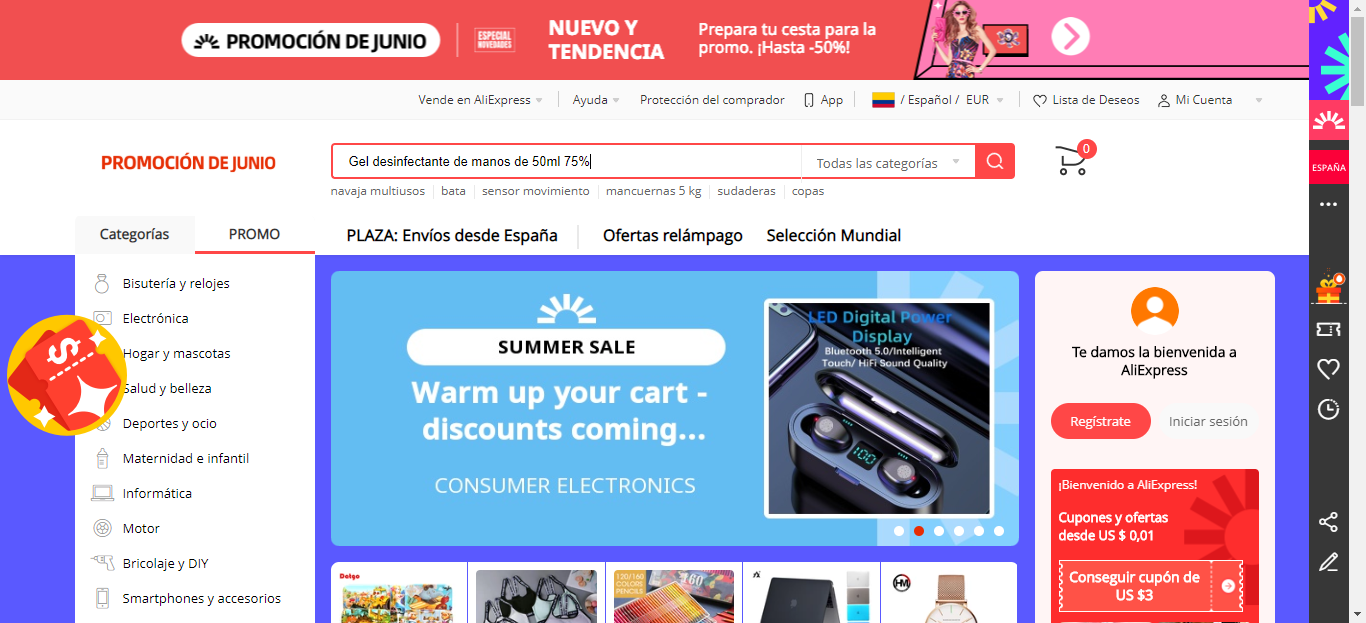 PROMOCIÓN DE JUNIO
ESPECIAL
NOVEDADES
NUEVO Y
TENDENCIA
Prepara tu cesta para la
promo. ¡Hasta -50%!
Vende en AliExpress
Ayuda
Protección del comprador
App
/ Español / EUR
Lista de Deseos
Mi Cuenta
PROMOCIÓN DE JUNIO
Gel desinfectante de manos de 50ml 75%
Todas las categorías
0
ESPAÑA
navaja multiusos
bata
sensor movimiento
mancuernas 5 kg
sudaderas
copas
Categorías
PROMO
PLAZA: Envíos desde España
Ofertas relámpago
Selección Mundial
Bisutería y relojes
Electrónica
Hogar y mascotas
Salud y belleza
Deportes y ocio
Maternidad e infantil
Informática
Motor
Bricolaje y DIY
Smartphones y accesorios
$
SUMMER SALE
Warm up your cart -
discounts coming...
CONSUMER ELECTRONICS
LED Digital Power
Display
Bluetooth 5.0/Intelligent
Touch/ HiFi Sound Quality
100
Te damos la bienvenida a
AliExpress
Regístrate
Iniciar sesión
¡Bienvenido a AliExpress!
Cupones y ofertas
desde US $ 0,01
Conseguir cupón de
US $3
Dolgo
120/160
COLORS
PENCILS
HM